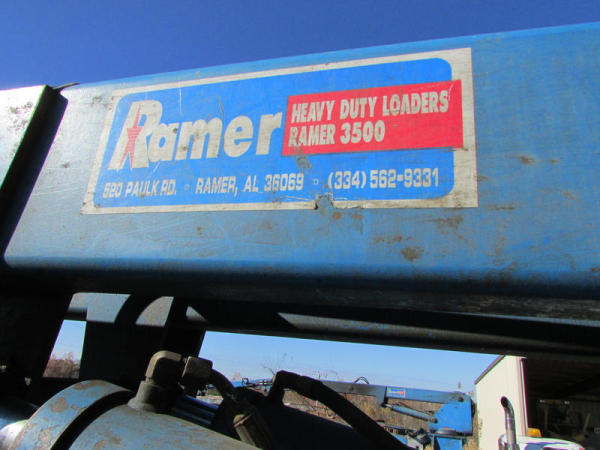 Ramer
HEAVY DUTY LOADERS
RAMER 3500
520 PAULK RD. ▫ RAMER, AL 36069 ▫ (334) 562-9331